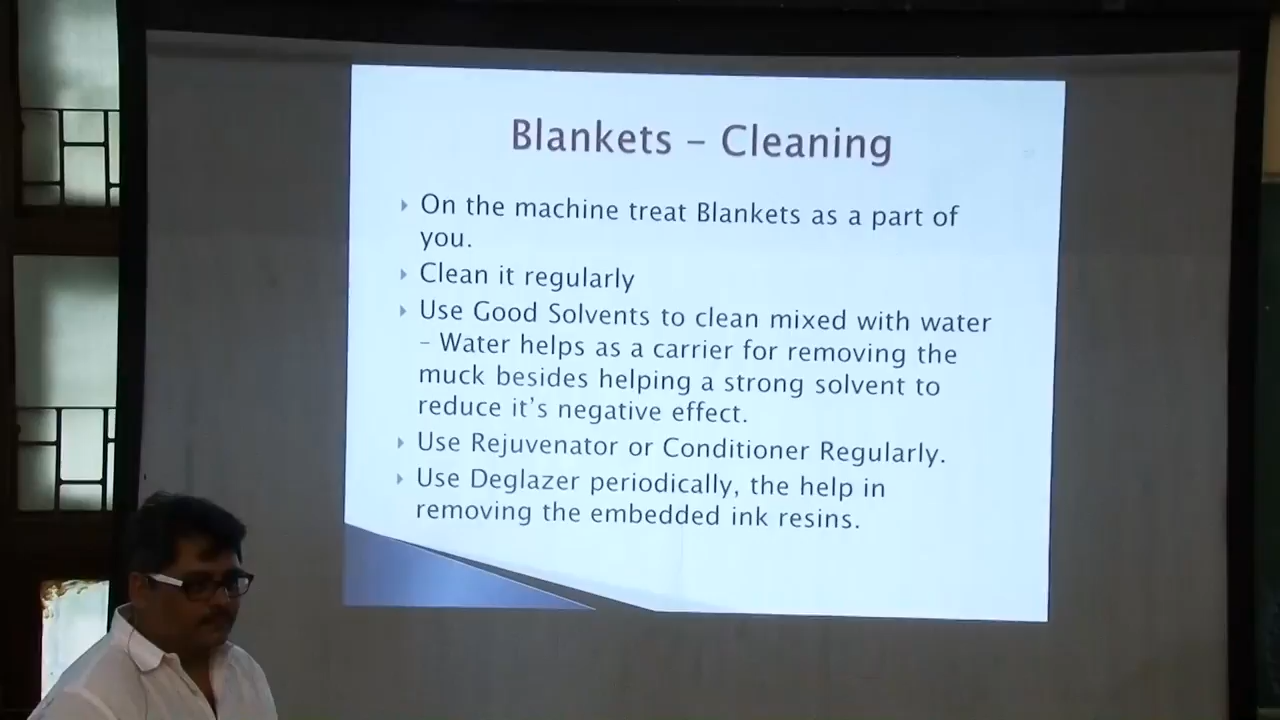 Blankets – Cleaning
On the machine treat Blankets as a part of
you.
Clean it regularly
Use Good Solvents to clean mixed with water
– Water helps as a carrier for removing the
muck besides helping a strong solvent to
reduce it's negative effect.
Use Rejuvenator or Conditioner Regularly.
Use Deglazer periodically, the help in
removing the embedded ink resins.